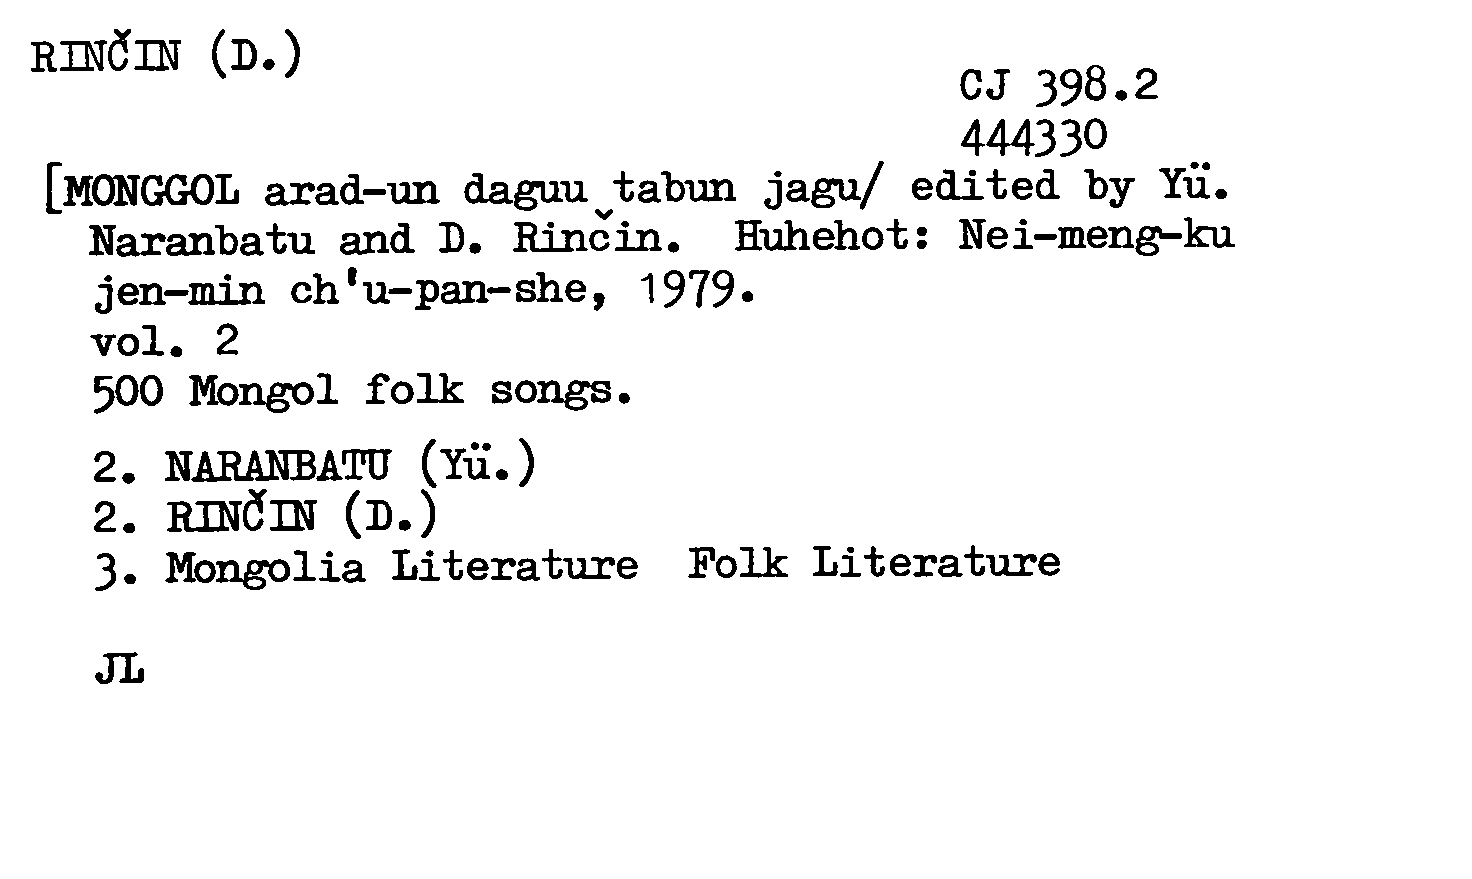 RINČIN (D.)
CJ 398.2
444330
[MONGGOL arad-un daguu tabun jagu/ edited by Yü.
Naranbatu and D. Rinčin. Huhehot: Nei-meng-ku
jen-min ch'u-pan-she, 1979.
vol. 2
500 Mongol folk songs.
2. NARANBATU (Yü.)
2. RINČIN (D.)
3. Mongolia Literature Folk Literature
JL